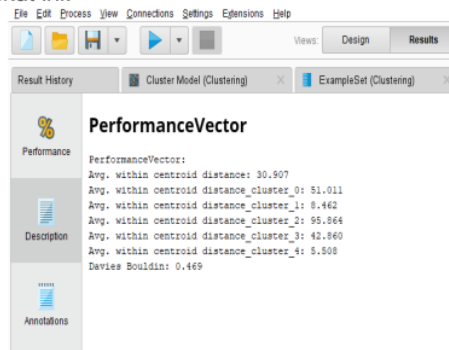 File Edit Process View Connections Settings Extensions Help
Views: Design Results
Result History Cluster Model (Clustering) ExampleSet (Clustering)
%
Performance
Description
Annotations
PerformanceVector
PerformanceVector:
Avg. within centroid distance: 30.907
Avg. within centroid distance_cluster_0: 51.011
Avg. within centroid distance_cluster_1: 8.462
Avg. within centroid distance_cluster_2: 95.864
Avg. within centroid distance_cluster_3: 42.860
Avg. within centroid distance_cluster_4: 5.508
Davies Bouldin: 0.469